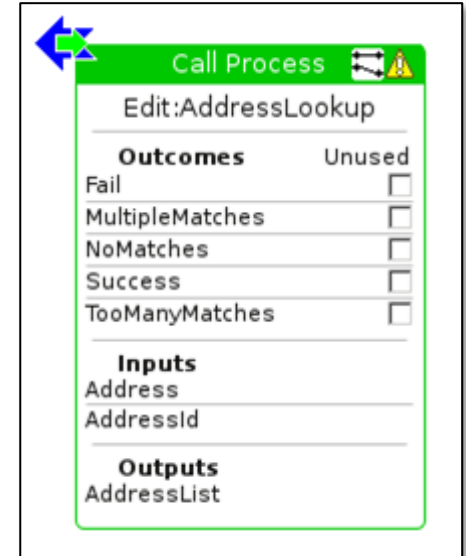 Call Process
Edit:AddressLookup
Outcomes Unused
Fail
MultipleMatches
NoMatches
Success
TooManyMatches
Inputs
Address
AddressId
Outputs
AddressList